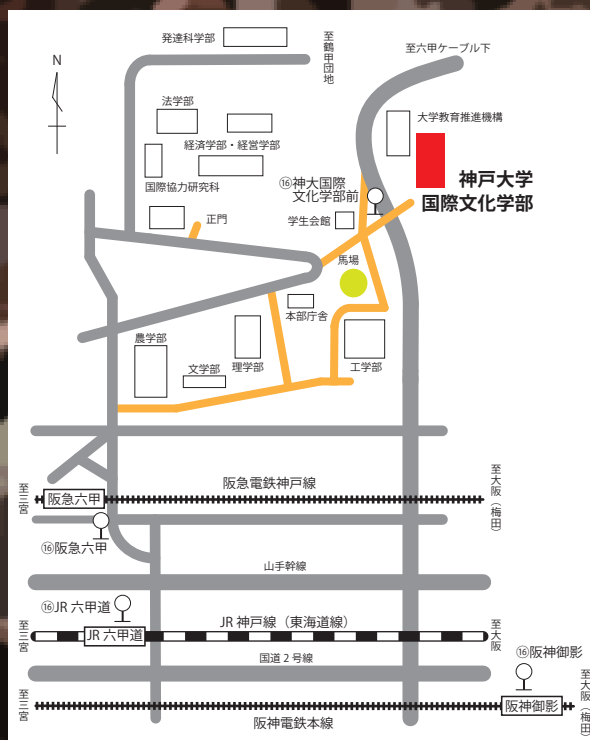 発達科学部
至鶴甲団地
至六甲ケーブル下
N
法学部
大学教育推進機構
経済学部・経営学部
国際協力研究科
⑯神大国際
文化学部前
神戸大学
国際文化学部
正門
学生会館
馬場
本部庁舎
農学部
文学部
理学部
工学部
至三宮
阪急六甲
阪急電鉄神戸線
至大阪（梅田）
⑯阪急六甲
山手幹線
⑯JR 六甲道
至三宮
JR 六甲道
JR 神戸線（東海道線）
至大阪
国道 2 号線
⑯阪神御影
至三宮
阪神電鉄本線
阪神御影
至大阪（梅田）